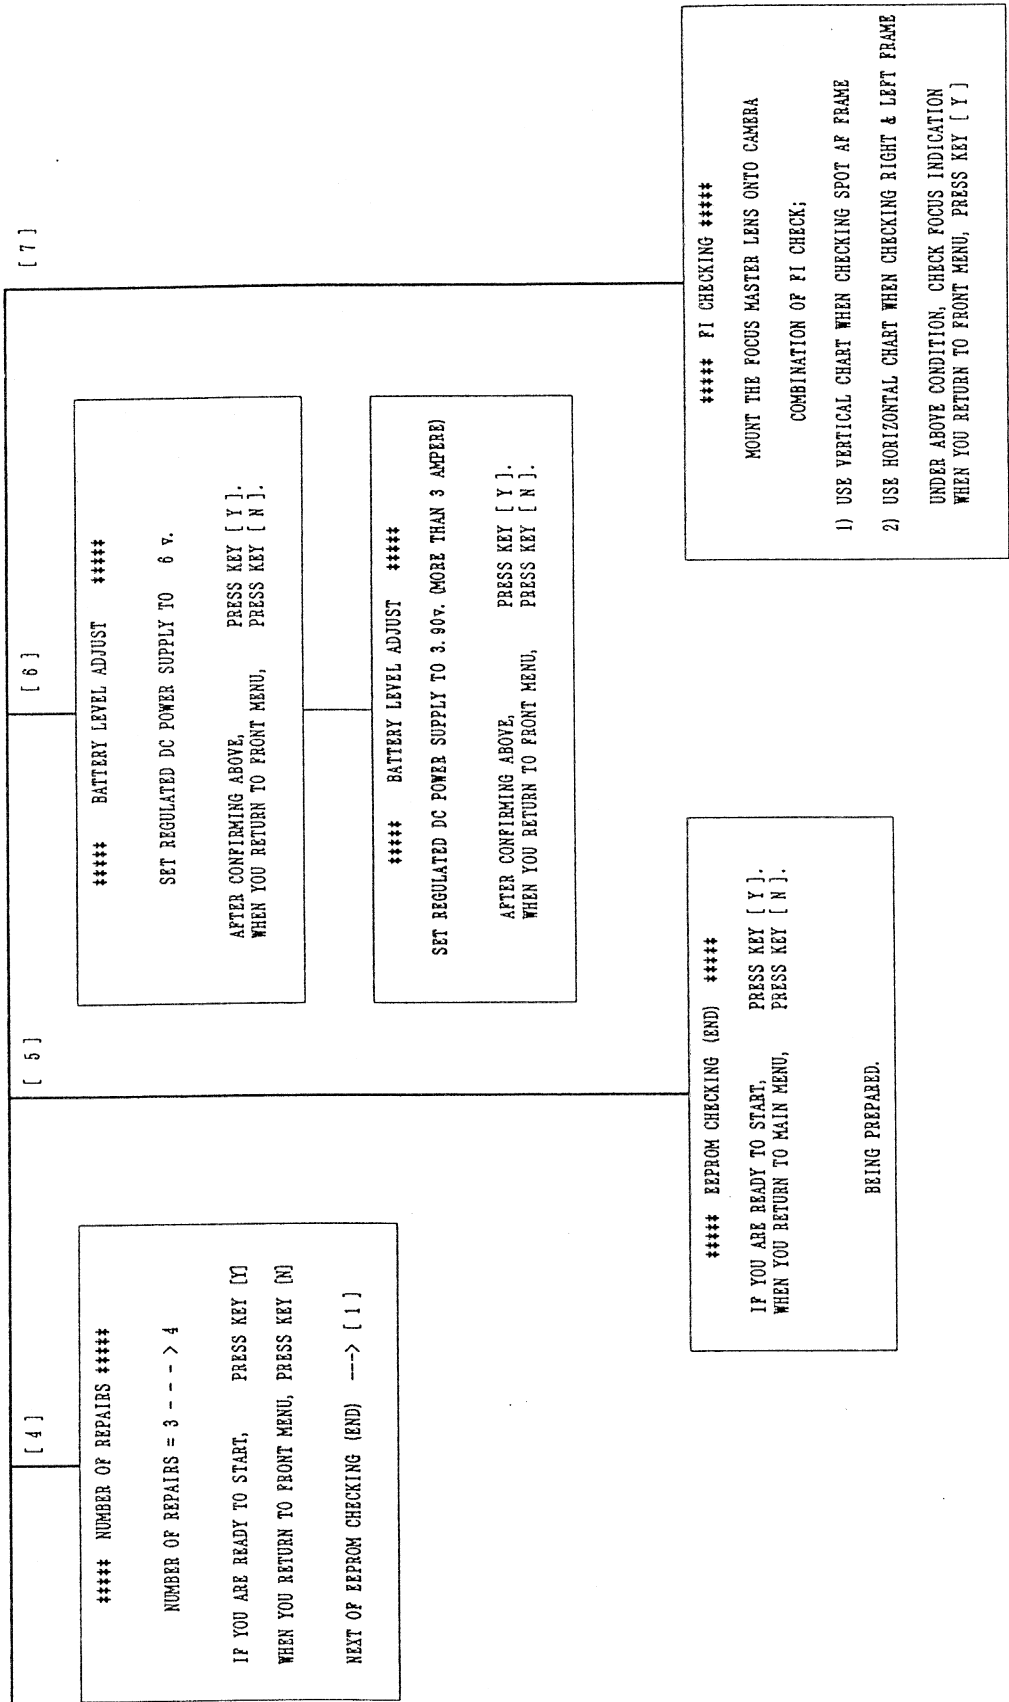 [ 4 ]
***** NUMBER OF REPAIRS *****
NUMBER OF REPAIRS = 3 - - - > 4
IF YOU ARE READY TO START, PRESS KEY [Y]
WHEN YOU RETURN TO FRONT MENU, PRESS KEY [N]
NEXT OF EEPROM CHECKING (END) ---> [ 1 ]
[ 5 ]
***** EEPROM CHECKING (END) *****
IF YOU ARE READY TO START, PRESS KEY [ Y ].
WHEN YOU RETURN TO MAIN MENU, PRESS KEY [ N ].
BEING PREPARED.
[ 6 ]
***** BATTERY LEVEL ADJUST *****
SET REGULATED DC POWER SUPPLY TO 6 v.
AFTER CONFIRMING ABOVE, PRESS KEY [ Y ].
WHEN YOU RETURN TO FRONT MENU, PRESS KEY [ N ].
***** BATTERY LEVEL ADJUST *****
SET REGULATED DC POWER SUPPLY TO 3.90v. (MORE THAN 3 AMPERE)
AFTER CONFIRMING ABOVE, PRESS KEY [ Y ].
WHEN YOU RETURN TO FRONT MENU, PRESS KEY [ N ].
[ 7 ]
***** FI CHECKING *****
MOUNT THE FOCUS MASTER LENS ONTO CAMERA
COMBINATION OF FI CHECK;
1) USE VERTICAL CHART WHEN CHECKING SPOT AF FRAME
2) USE HORIZONTAL CHART WHEN CHECKING RIGHT & LEFT FRAME
UNDER ABOVE CONDITION, CHECK FOCUS INDICATION
WHEN YOU RETURN TO FRONT MENU, PRESS KEY [ Y ]